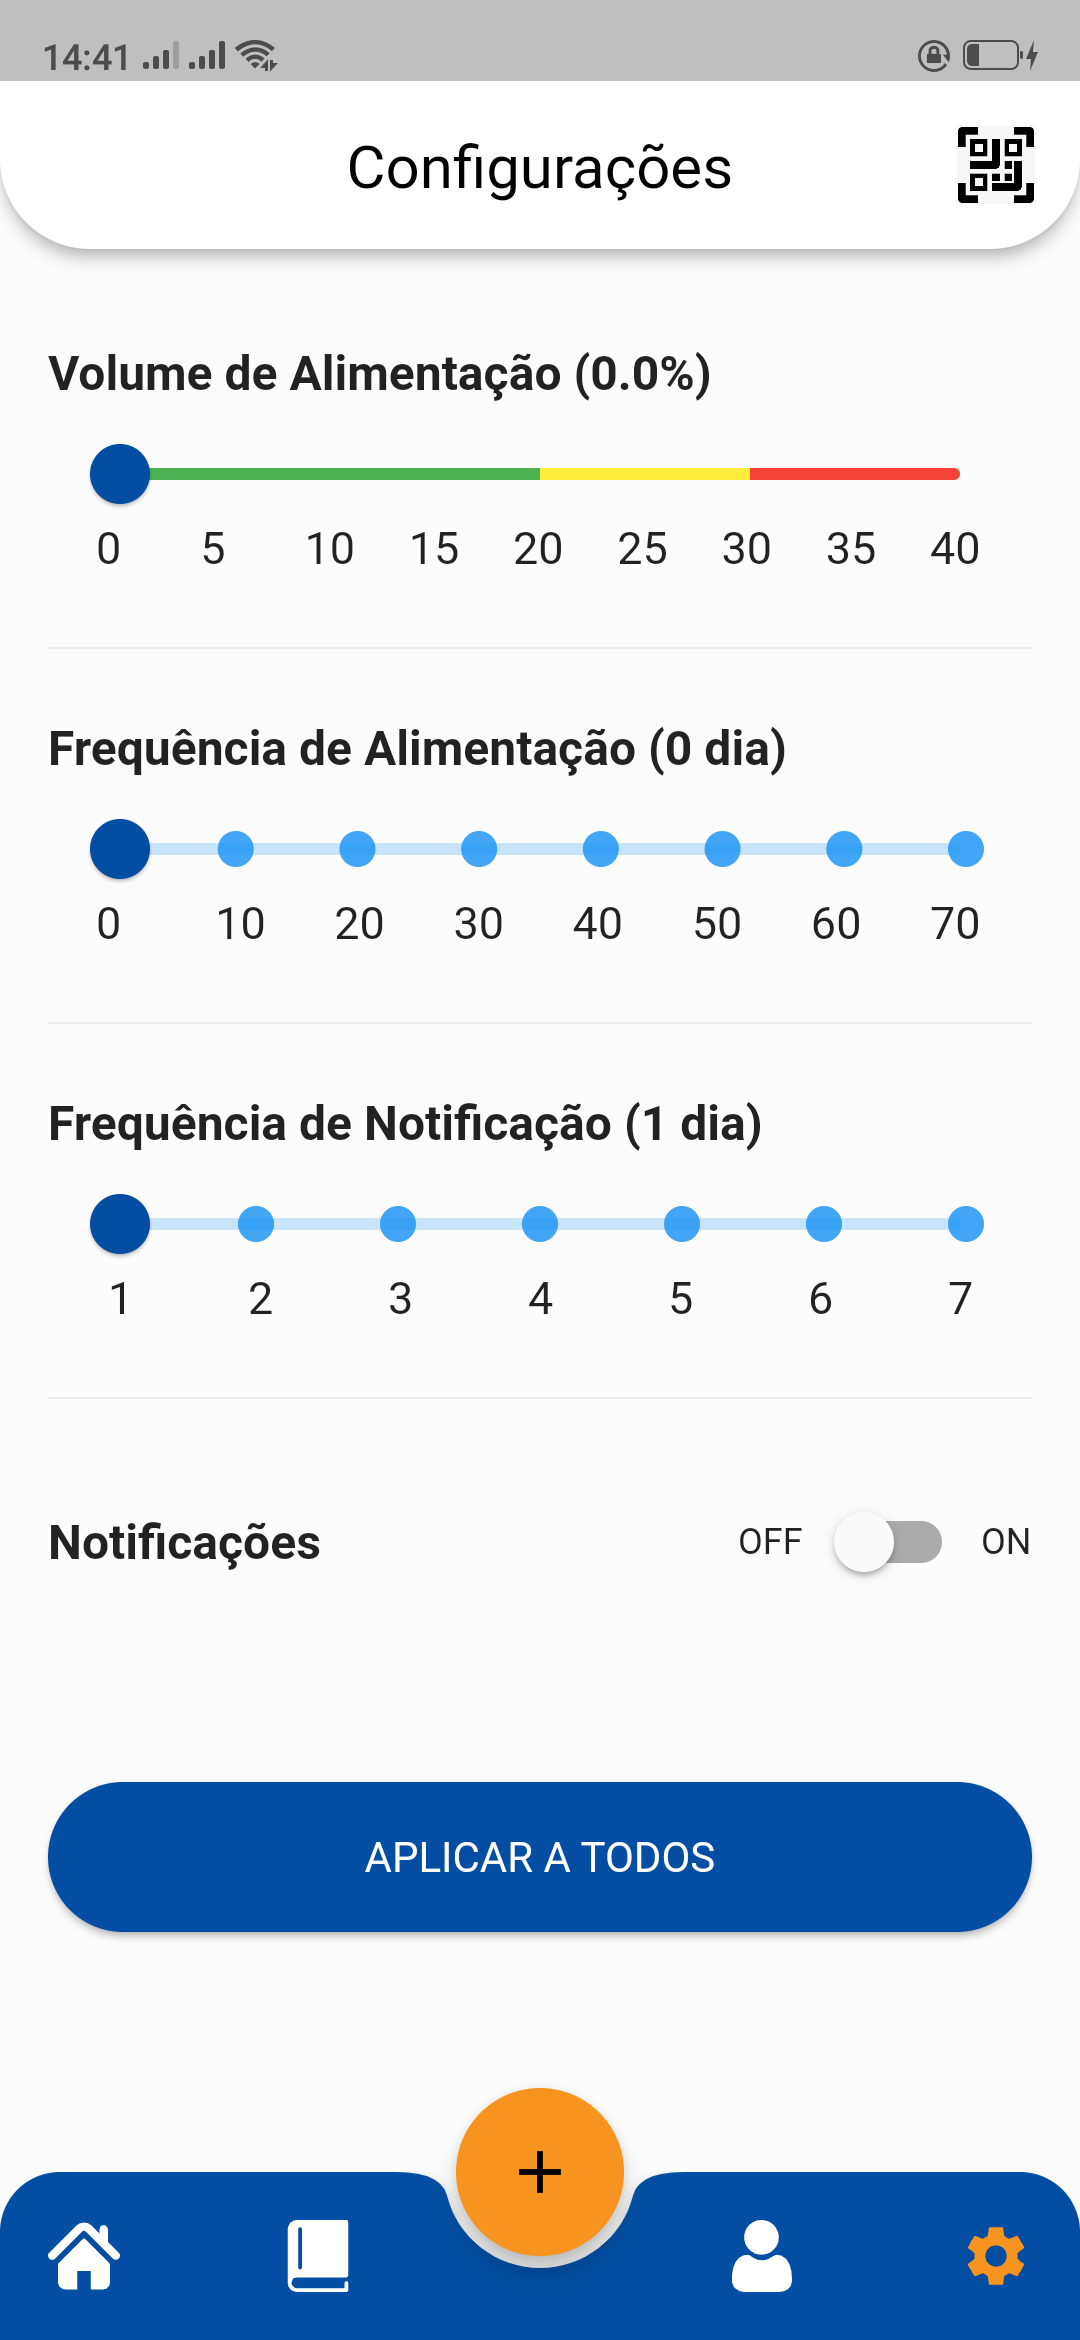 14:41
Configurações
Volume de Alimentação (0.0%)
0 5 10 15 20 25 30 35 40
Frequência de Alimentação (0 dia)
0 10 20 30 40 50 60 70
Frequência de Notificação (1 dia)
1 2 3 4 5 6 7
Notificações OFF ON
APLICAR A TODOS
+